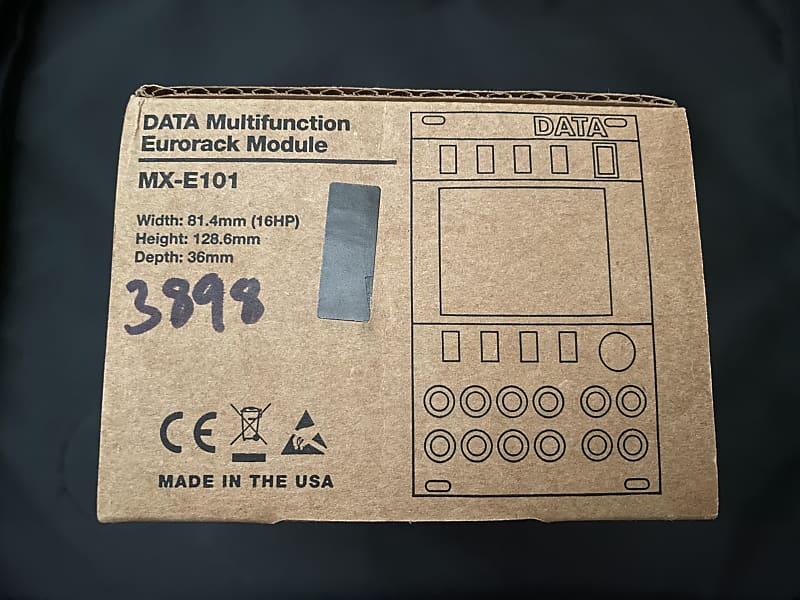 DATA Multifunction
Eurorack Module
MX-E101
Width: 81.4mm (16HP)
Height: 128.6mm
Depth: 36mm
3898
CE
MADE IN THE USA
DATA